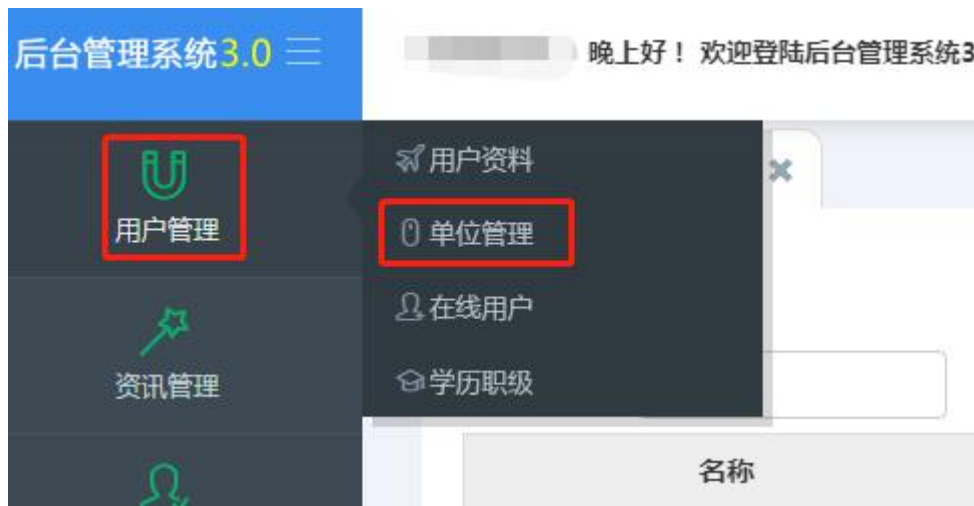 后台管理系统3.0
晚上好！ 欢迎登陆后台管理系统3
用户管理
用户资料
单位管理
在线用户
学历职级
资讯管理
名称